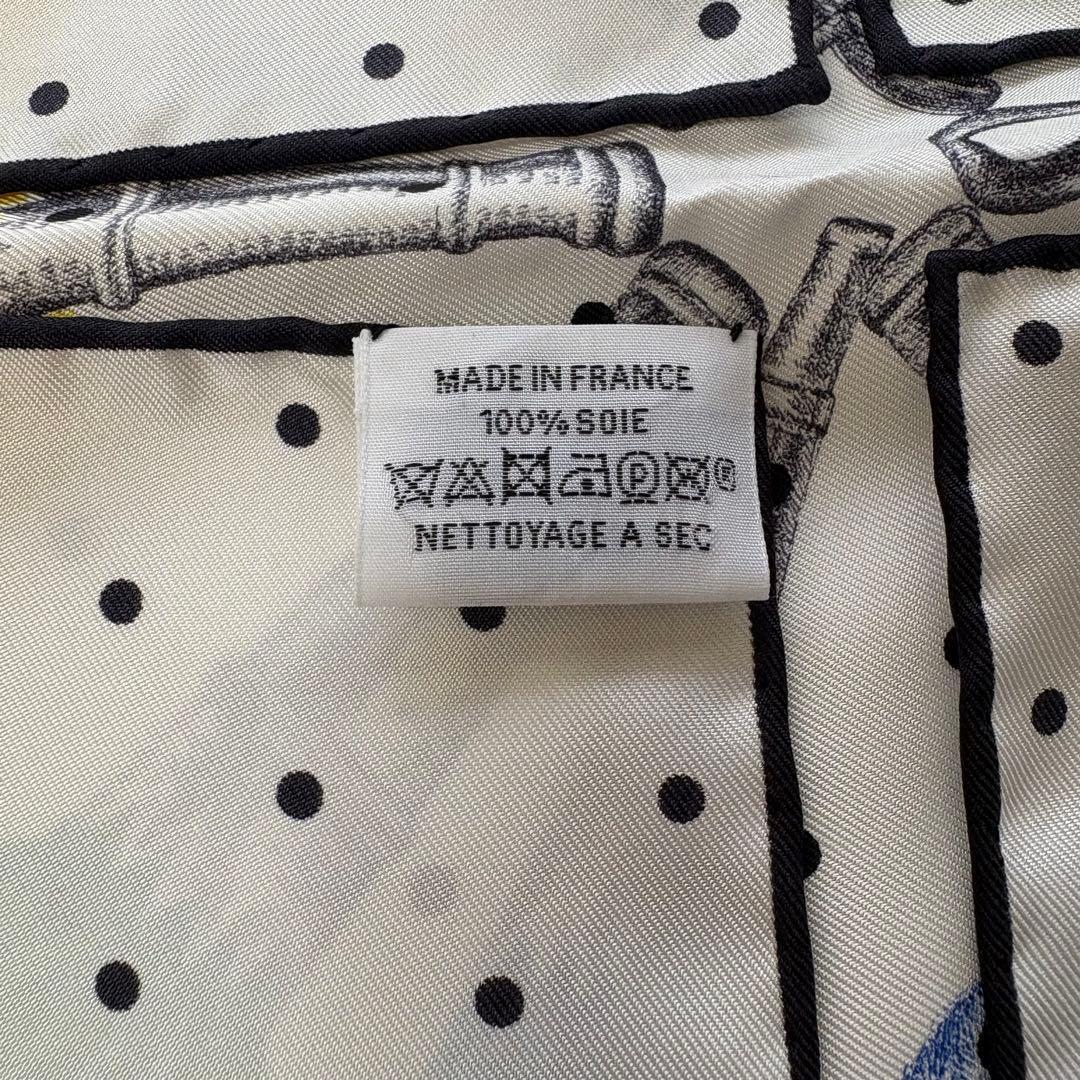 MADE IN FRANCE
100% SOIE
P ®
NETTOYAGE A SEC